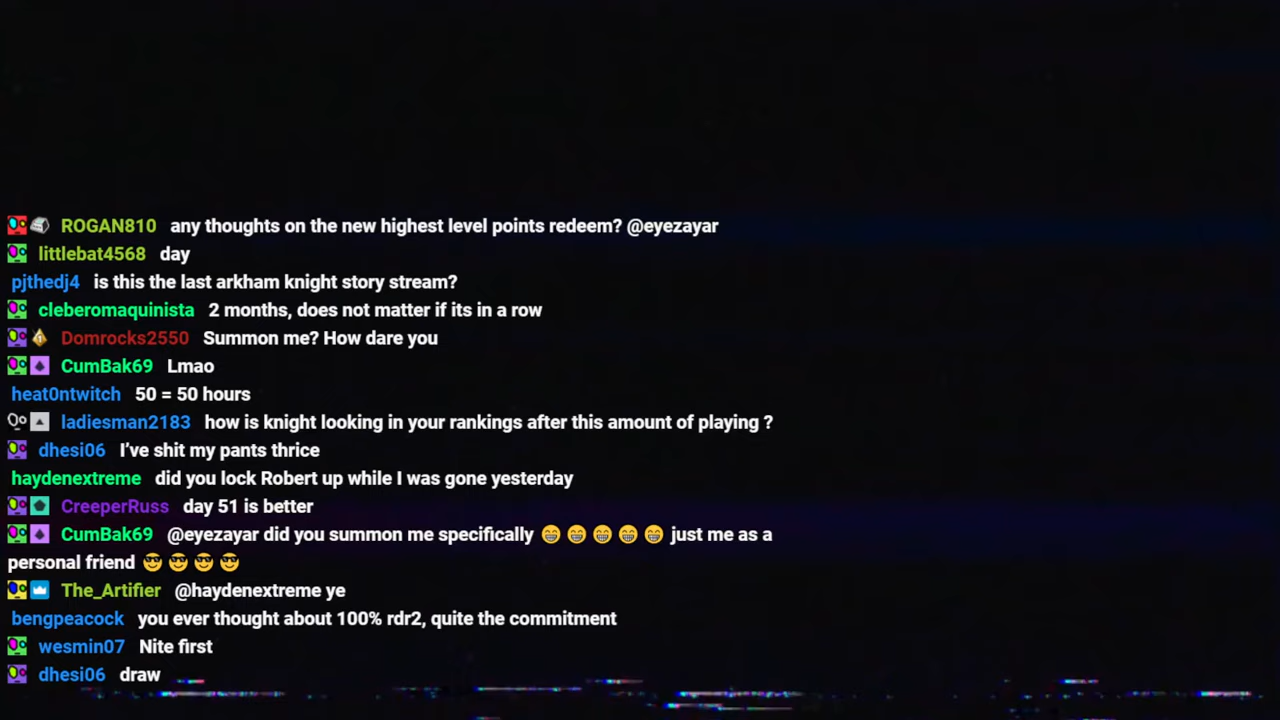 ROGAN810 any thoughts on the new highest level points redeem? @eyezayar
littlebat4568 day
pjthedj4 is this the last arkham knight story stream?
cleberomaquinista 2 months, does not matter if its in a row
Domrocks2550 Summon me? How dare you
CumBak69 Lmao
heat0ntwitch 50 = 50 hours
ladiesman2183 how is knight looking in your rankings after this amount of playing ?
dhesi06 I’ve shit my pants thrice
haydenextreme did you lock Robert up while I was gone yesterday
CreeperRuss day 51 is better
CumBak69 @eyezayar did you summon me specifically 😁 😁 😁 😁 😁 just me as a
personal friend 😎 😎 😎 😎
The_Artifier @haydenextreme ye
bengpeacock you ever thought about 100% rdr2, quite the commitment
wesmin07 Nite first
dhesi06 draw